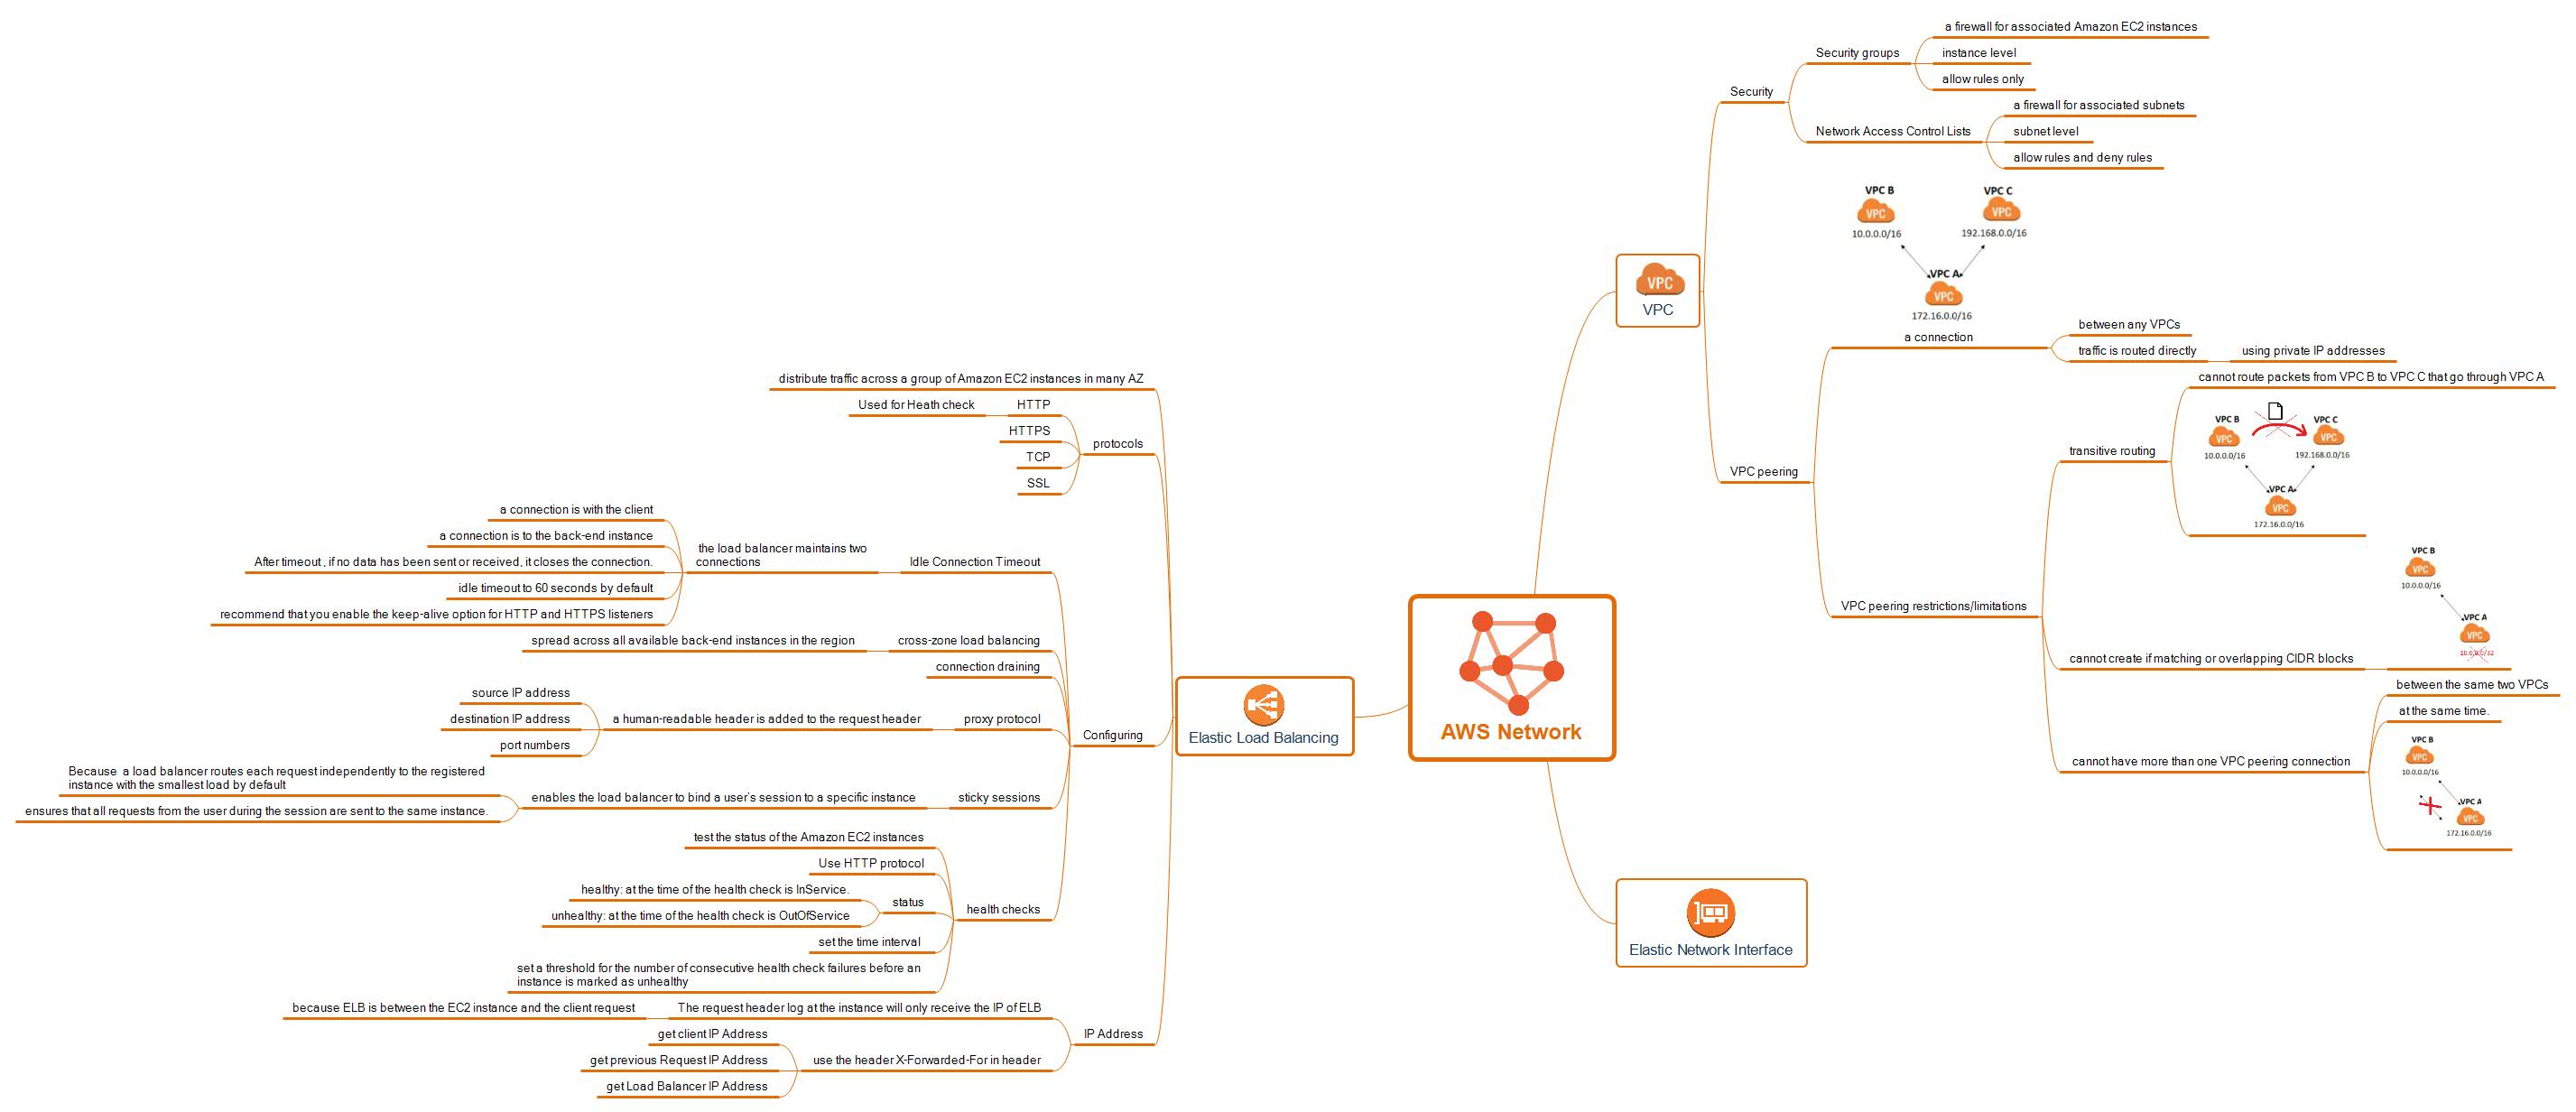 AWS Network
VPC
VPC
Security
Security groups
a firewall for associated Amazon EC2 instances
instance level
allow rules only
Network Access Control Lists
a firewall for associated subnets
subnet level
allow rules and deny rules
VPC peering
VPC B
VPC
10.0.0.0/16
VPC C
VPC
192.168.0.0/16
VPC A
VPC
172.16.0.0/16
a connection
between any VPCs
traffic is routed directly
using private IP addresses
VPC peering restrictions/limitations
transitive routing
cannot route packets from VPC B to VPC C that go through VPC A
VPC B
VPC
10.0.0.0/16
VPC C
VPC
192.168.0.0/16
VPC A
VPC
172.16.0.0/16
cannot create if matching or overlapping CIDR blocks
VPC B
VPC
10.0.0.0/16
VPC A
VPC
cannot have more than one VPC peering connection
between the same two VPCs
at the same time.
VPC B
VPC
10.0.0.0/16
VPC A
VPC
172.16.0.0/16
Elastic Network Interface
Elastic Load Balancing
distribute traffic across a group of Amazon EC2 instances in many AZ
protocols
HTTP
Used for Heath check
HTTPS
TCP
SSL
Configuring
Idle Connection Timeout
the load balancer maintains two
connections
a connection is with the client
a connection is to the back-end instance
After timeout , if no data has been sent or received, it closes the connection.
idle timeout to 60 seconds by default
recommend that you enable the keep-alive option for HTTP and HTTPS listeners
cross-zone load balancing
spread across all available back-end instances in the region
connection draining
proxy protocol
a human-readable header is added to the request header
source IP address
destination IP address
port numbers
sticky sessions
enables the load balancer to bind a user's session to a specific instance
Because a load balancer routes each request independently to the registered
instance with the smallest load by default
ensures that all requests from the user during the session are sent to the same instance.
health checks
test the status of the Amazon EC2 instances
Use HTTP protocol
status
healthy: at the time of the health check is InService.
unhealthy: at the time of the health check is OutOfService
set the time interval
set a threshold for the number of consecutive health check failures before an
instance is marked as unhealthy
IP Address
The request header log at the instance will only receive the IP of ELB
because ELB is between the EC2 instance and the client request
use the header X-Forwarded-For in header
get client IP Address
get previous Request IP Address
get Load Balancer IP Address